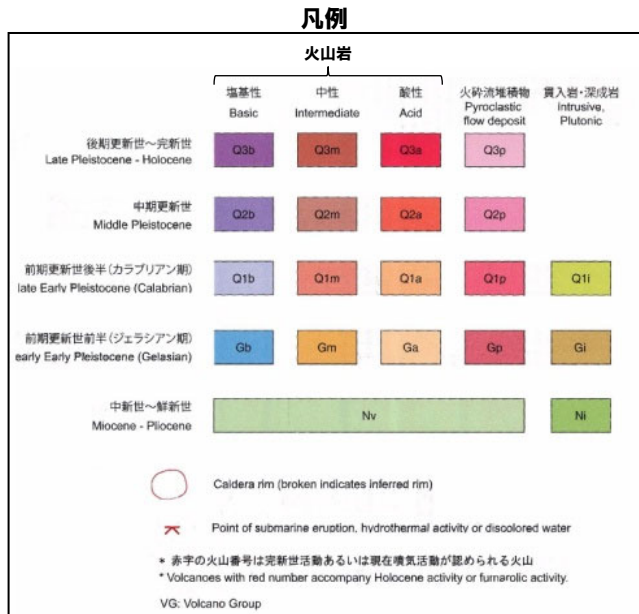 凡例
火山岩
塩基性 中性 酸性 火砕流堆積物 貫入岩・深成岩
Basic Intermediate Acid Pyroclastic flow deposit Intrusive, Plutonic
後期更新世～完新世
Late Pleistocene - Holocene
Q3b Q3m Q3a Q3p
中期更新世
Middle Pleistocene
Q2b Q2m Q2a Q2p
前期更新世後半(カラブリアン期)
late Early Pleistocene (Calabrian)
Q1b Q1m Q1a Q1p Q1i
前期更新世前半(ジェラシアン期)
early Early Pleistocene (Gelasian)
Gb Gm Ga Gp Gi
中新世～鮮新世
Miocene - Pliocene
Nv Ni
Caldera rim (broken indicates inferred rim)
Point of submarine eruption, hydrothermal activity or discolored water
* 赤字の火山番号は完新世活動あるいは現在噴気活動が認められる火山
* Volcanoes with red number accompany Holocene activity or fumarolic activity.
VG: Volcano Group